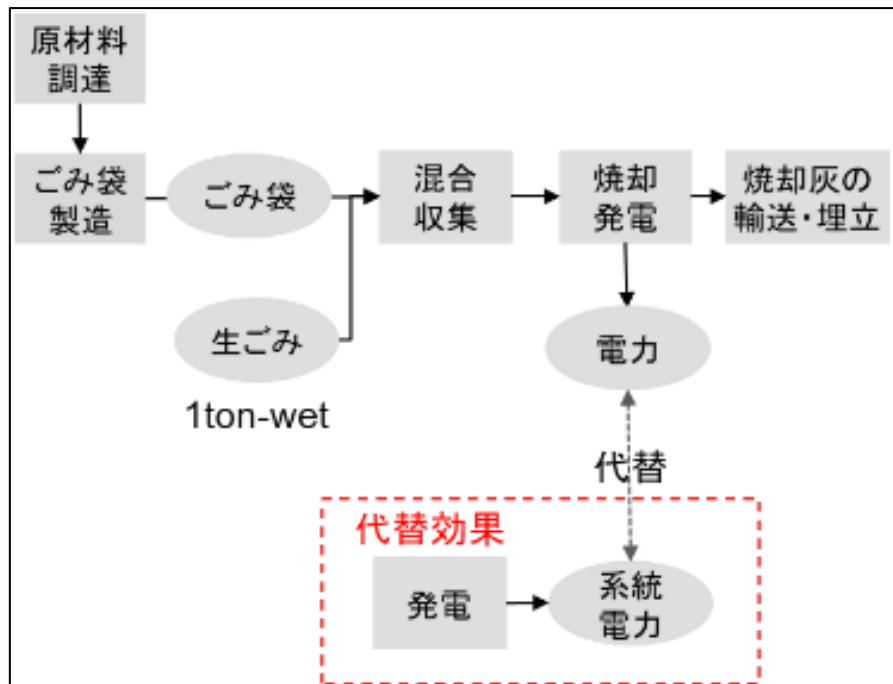 原材料
調達
ごみ袋
製造
ごみ袋
混合
収集
焼却
発電
焼却灰の
輸送・埋立
生ごみ
1ton-wet
電力
代替
代替効果
発電
系統
電力